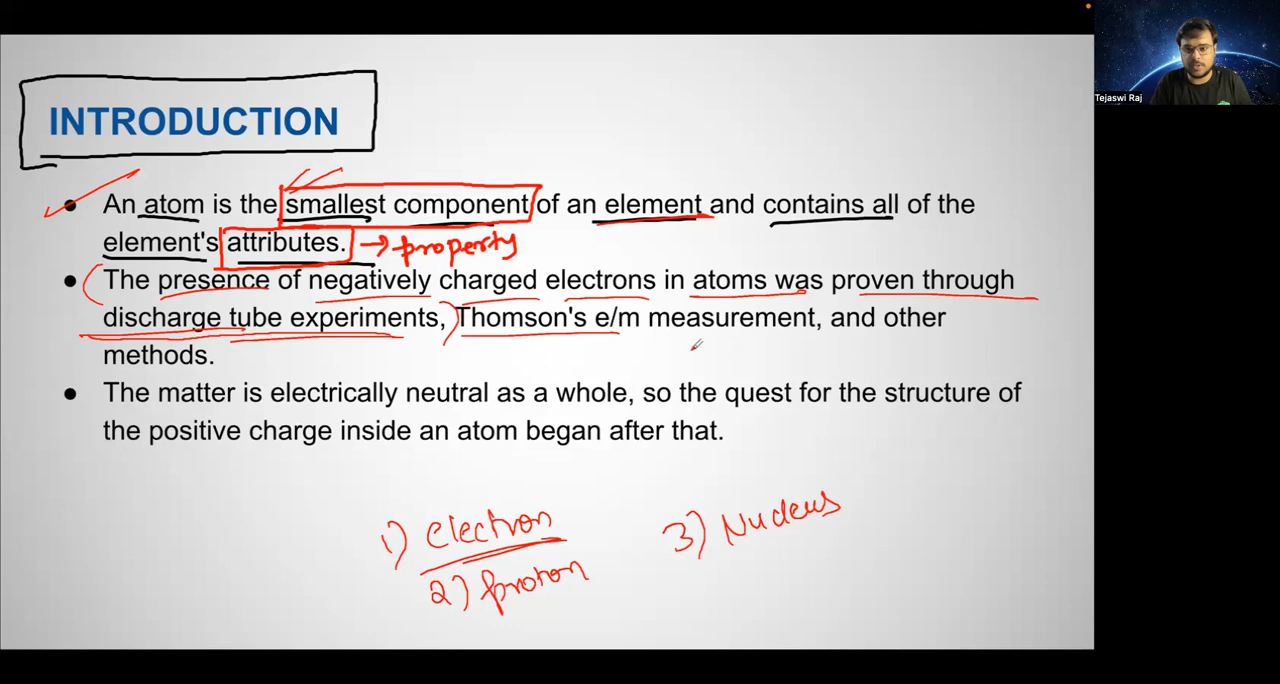 Tejaswi Raj
INTRODUCTION
● An atom is the smallest component of an element and contains all of the
element's attributes. → property
● The presence of negatively charged electrons in atoms was proven through
discharge tube experiments, Thomson's e/m measurement, and other
methods.
● The matter is electrically neutral as a whole, so the quest for the structure of
the positive charge inside an atom began after that.
1) electron
2) proton
3) Nucleus